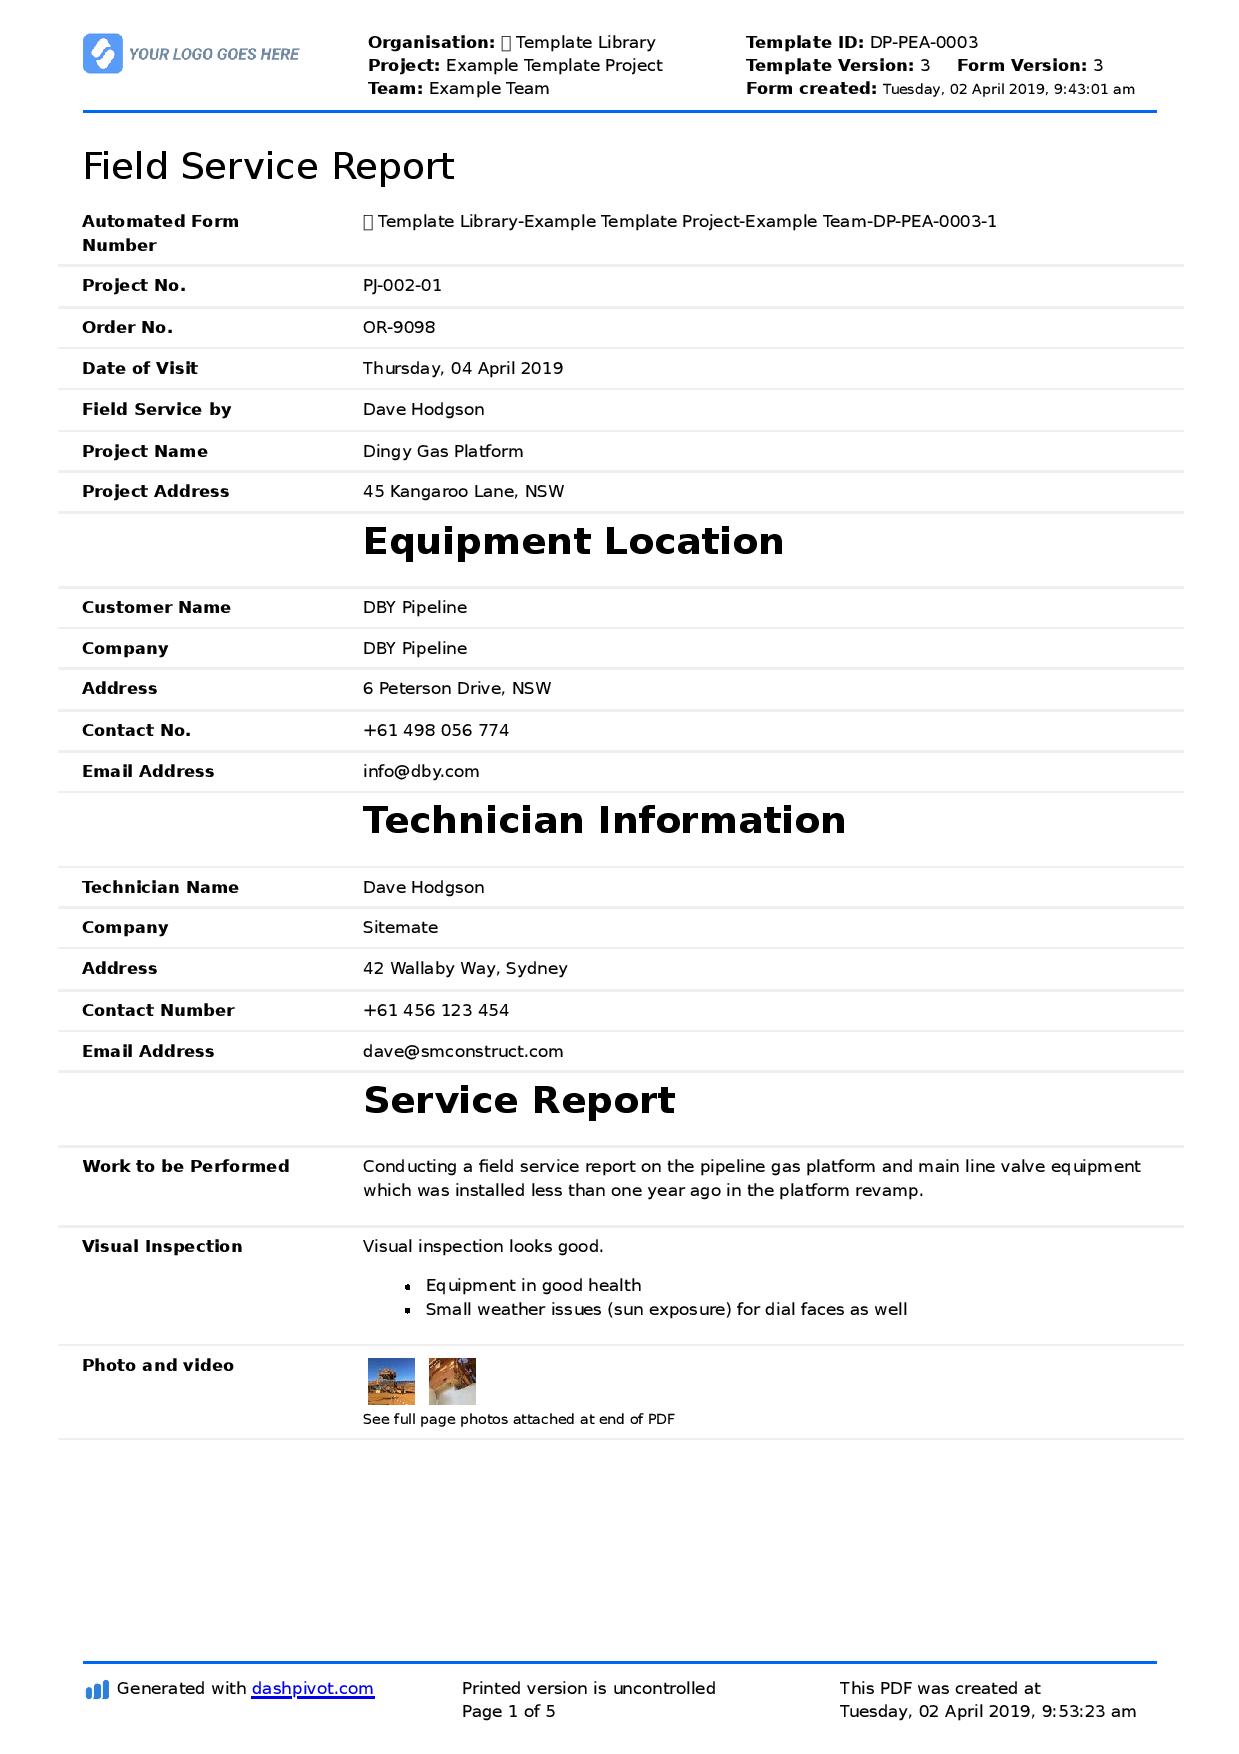 YOUR LOGO GOES HERE
Organisation: Template Library
Project: Example Template Project
Team: Example Team
Template ID: DP-PEA-0003
Template Version: 3 Form Version: 3
Form created: Tuesday, 02 April 2019, 9:43:01 am
Field Service Report
Automated Form
Number
Template Library-Example Template Project-Example Team-DP-PEA-0003-1
Project No. PJ-002-01
Order No. OR-9098
Date of Visit Thursday, 04 April 2019
Field Service by Dave Hodgson
Project Name Dingy Gas Platform
Project Address 45 Kangaroo Lane, NSW
Equipment Location
Customer Name DBY Pipeline
Company DBY Pipeline
Address 6 Peterson Drive, NSW
Contact No. +61 498 056 774
Email Address info@dby.com
Technician Information
Technician Name Dave Hodgson
Company Sitemate
Address 42 Wallaby Way, Sydney
Contact Number +61 456 123 454
Email Address dave@smconstruct.com
Service Report
Work to be Performed Conducting a field service report on the pipeline gas platform and main line valve equipment
which was installed less than one year ago in the platform revamp.
Visual Inspection Visual inspection looks good.
▪ Equipment in good health
▪ Small weather issues (sun exposure) for dial faces as well
Photo and video
See full page photos attached at end of PDF
Generated with dashpivot.com
Printed version is uncontrolled
Page 1 of 5
This PDF was created at
Tuesday, 02 April 2019, 9:53:23 am